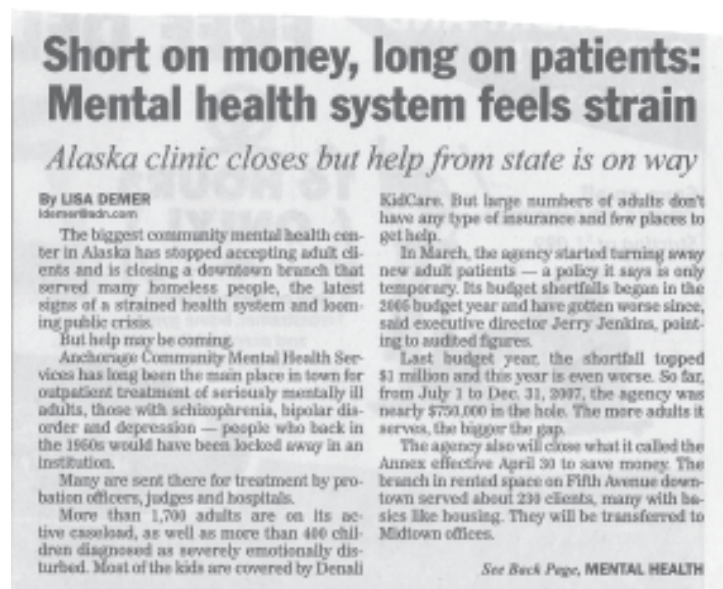 Short on money, long on patients:
Mental health system feels strain
Alaska clinic closes but help from state is on way
By LISA DEMER
ldemer@adn.com
The biggest community mental health cen-
ter in Alaska has stopped accepting adult cli-
ents and is closing a downtown branch that
served many homeless people, the latest
signs of a strained health system and loom-
ing public crisis.
But help may be coming.
Anchorage Community Mental Health Ser-
vices has long been the main place in town for
outpatient treatment of seriously mentally ill
adults, those with schizophrenia, bipolar dis-
order and depression — people who back in
the 1950s would have been locked away in an
institution.
Many are sent there for treatment by pro-
bation officers, judges and hospitals.
More than 1,700 adults are on its ac-
tive caseload, as well as more than 400 chil-
dren diagnosed as severely emotionally dis-
turbed. Most of the kids are covered by Denali
KidCare. But large numbers of adults don't
have any type of insurance and few places to
get help.
In March, the agency started turning away
new adult patients — a policy it says is only
temporary. Its budget shortfalls began in the
2006 budget year and have gotten worse since,
said executive director Jerry Jenkins, point-
ing to audited figures.
Last budget year, the shortfall topped
$1 million and this year is even worse. So far,
from July 1 to Dec. 31, 2007, the agency was
nearly $750,000 in the hole. The more adults it
serves, the bigger the gap.
The agency also will close what it called the
Annex effective April 30 to save money. The
branch in rented space on Fifth Avenue down-
town served about 230 clients, many with ba-
sics like housing. They will be transferred to
Midtown offices.
See Back Page, MENTAL HEALTH